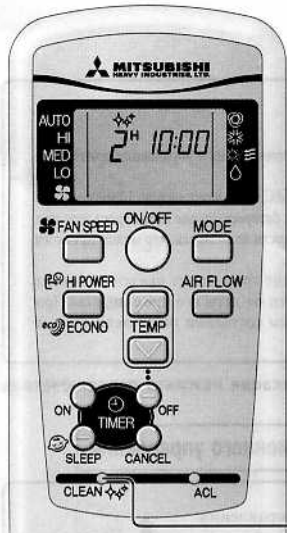 MITSUBISHI
HEAVY INDUSTRIES, LTD.
AUTO
HI
MED
LO
2H 10:00
FAN SPEED
ON/OFF
MODE
HI POWER
AIR FLOW
eco ECONO
TEMP
ON
OFF
TIMER
SLEEP
CANCEL
CLEAN
ACL